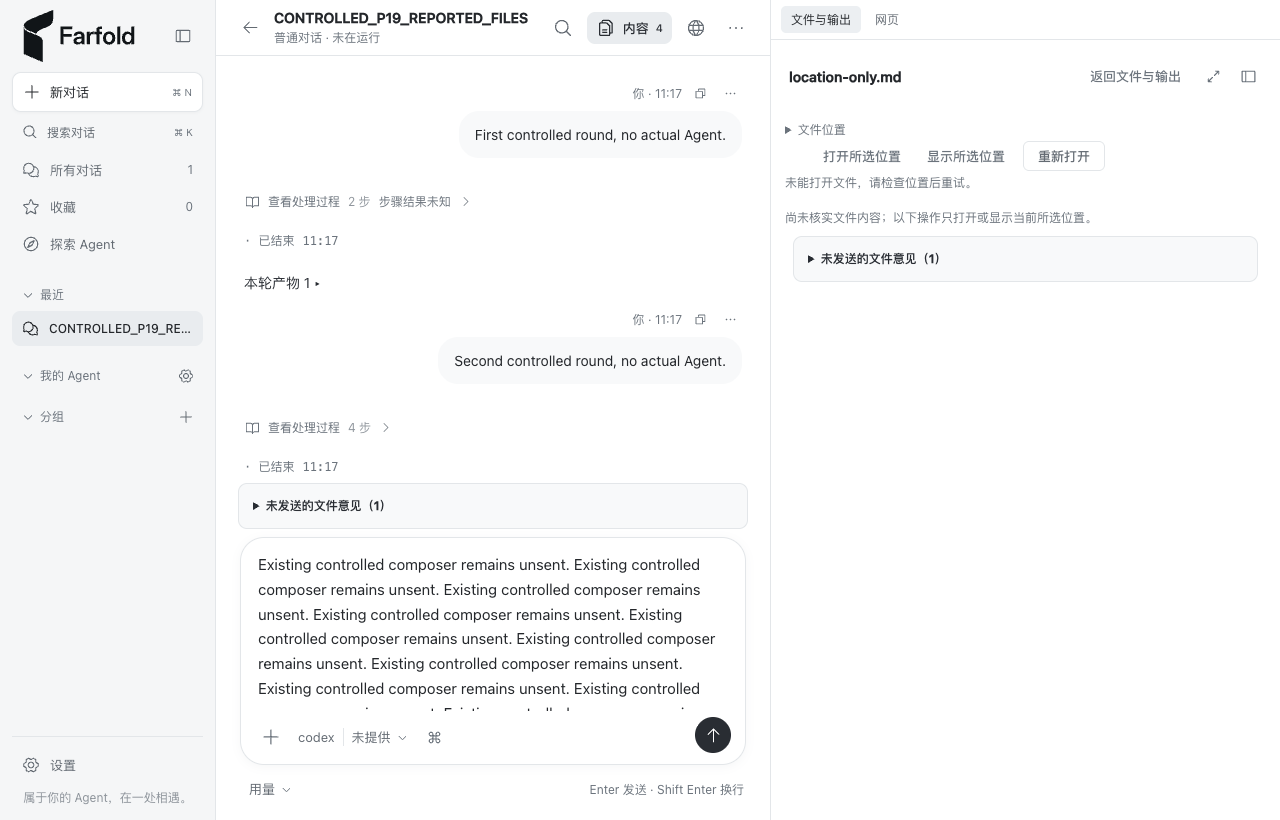 Farfold
新对话 ⌘ N
搜索对话 ⌘ K
所有对话 1
收藏 0
探索 Agent
最近
CONTROLLED_P19_RE...
我的 Agent
分组
设置
属于你的 Agent，在一处相遇。
CONTROLLED_P19_REPORTED_FILES
普通对话 · 未在运行
内容 4
你 · 11:17
First controlled round, no actual Agent.
查看处理过程 2 步 步骤结果未知
· 已结束 11:17
本轮产物 1
你 · 11:17
Second controlled round, no actual Agent.
查看处理过程 4 步
· 已结束 11:17
未发送的文件意见（1）
Existing controlled composer remains unsent. Existing controlled
composer remains unsent. Existing controlled composer remains
unsent. Existing controlled composer remains unsent. Existing
controlled composer remains unsent. Existing controlled composer
remains unsent. Existing controlled composer remains unsent.
Existing controlled composer remains unsent. Existing controlled
codex 未提供 ⌘
用量
Enter 发送 · Shift Enter 换行
文件与输出 网页
location-only.md 返回文件与输出
文件位置
打开所选位置 显示所选位置 重新打开
未能打开文件，请检查位置后重试。
尚未核实文件内容；以下操作只打开或显示当前所选位置。
未发送的文件意见（1）